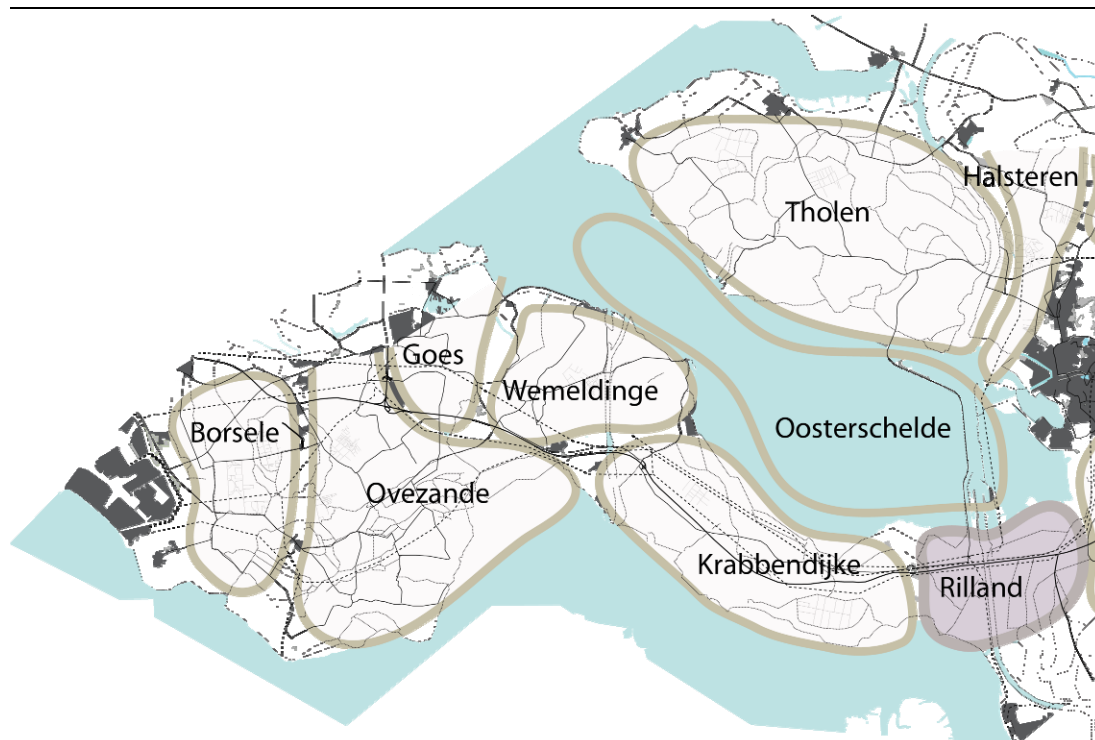 Halsteren
Tholen
Goes
Wemeldinge
Borsele
Oosterschelde
Ovezande
Krabbendijke
Rilland